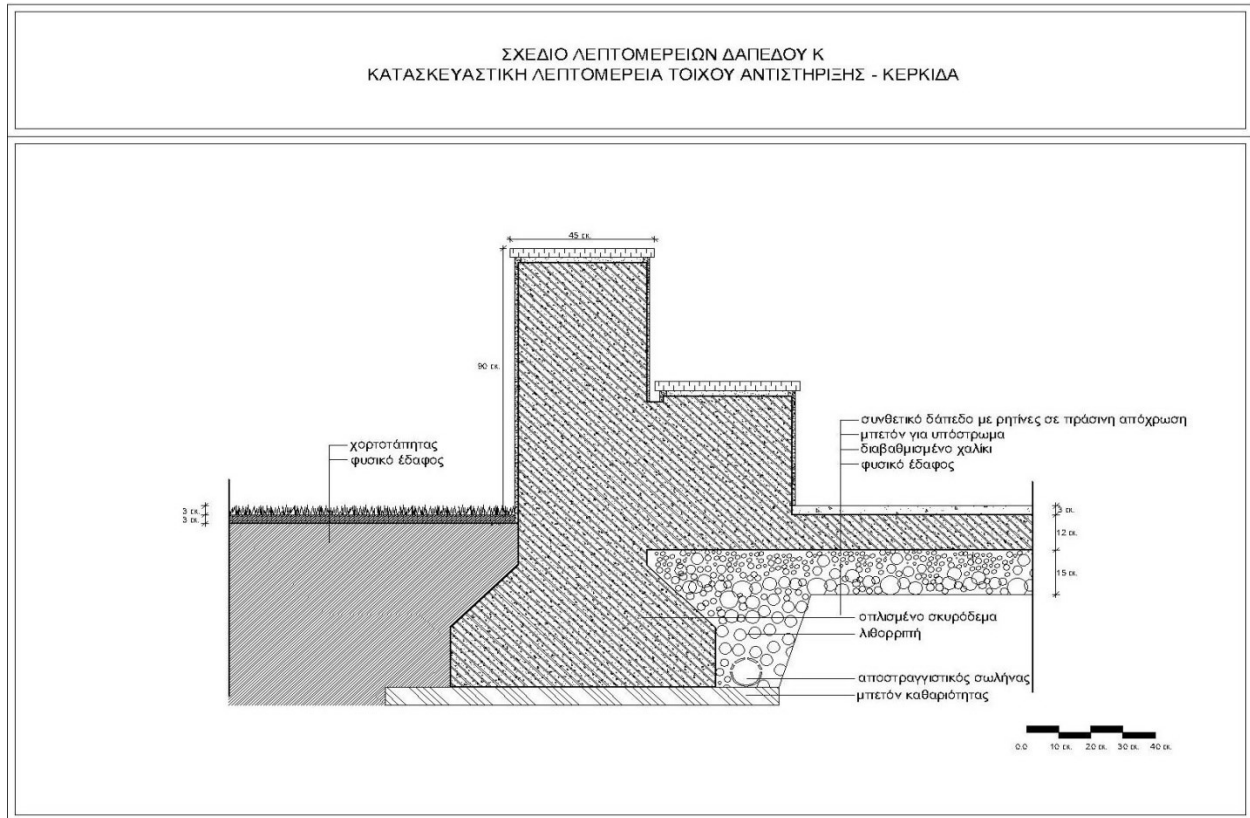 ΣΧΕΔΙΟ ΛΕΠΤΟΜΕΡΕΙΩΝ ΔΑΠΕΔΟΥ Κ
ΚΑΤΑΣΚΕΥΑΣΤΙΚΗ ΛΕΠΤΟΜΕΡΕΙΑ ΤΟΙΧΟΥ ΑΝΤΙΣΤΗΡΙΞΗΣ - ΚΕΡΚΙΔΑ
45 εκ.
90 εκ.
χορτοτάπητας
φυσικό έδαφος
3 εκ.
3 εκ.
συνθετικό δάπεδο με ρητίνες σε πράσινη απόχρωση
μπετόν για υπόστρωμα
διαβαθμισμένο χαλίκι
φυσικό έδαφος
3 εκ.
12 εκ.
15 εκ.
οπλισμένο σκυρόδεμα
λιθορριπή
αποστραγγιστικός σωλήνας
μπετόν καθαριότητας
0.0 10 εκ. 20 εκ. 30 εκ. 40 εκ.